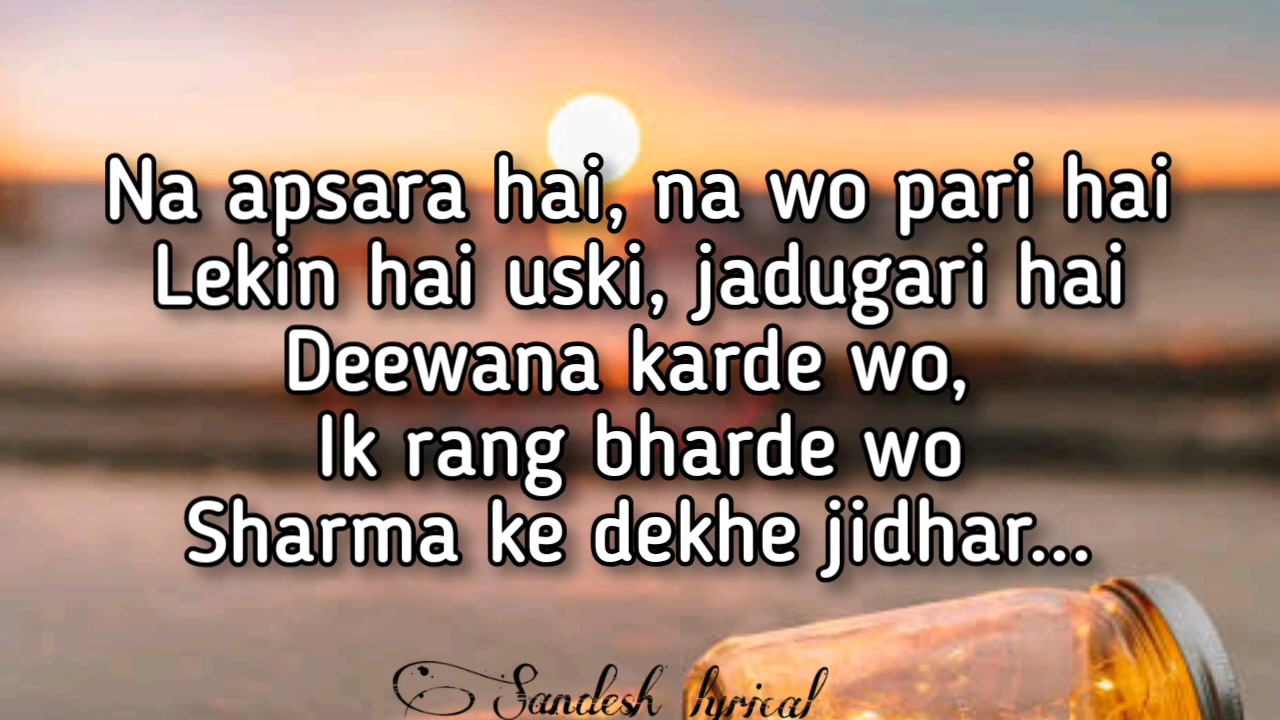 Na apsara hai, na wo pari hai
Lekin hai uski, jadugari hai
Deewana karde wo,
Ik rang bharde wo
Sharma ke dekhe jidhar...
Sandesh lyrical